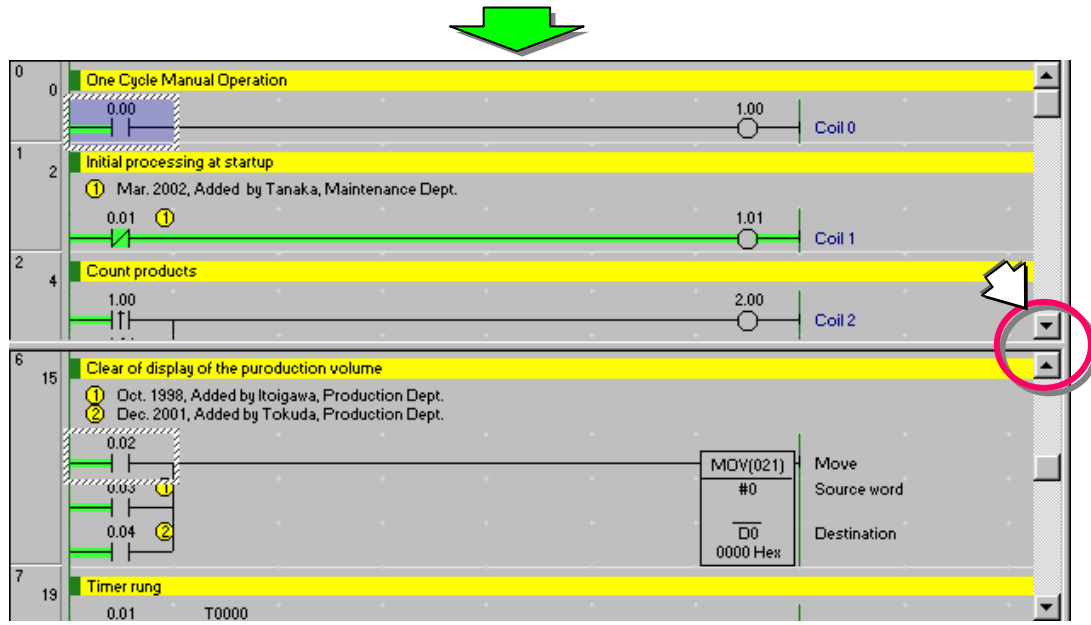 0
0
One Cycle Manual Operation
0.00 1.00
Coil 0
1
2
Initial processing at startup
1 Mar. 2002, Added by Tanaka, Maintenance Dept.
0.01 1 1.01
Coil 1
2
4
Count products
1.00 2.00
Coil 2
6
15
Clear of display of the puroduction volume
1 Oct. 1998, Added by Itoigawa, Production Dept.
2 Dec. 2001, Added by Tokuda, Production Dept.
0.02
MOV(021) Move
0.03 1 #0 Source word
0.04 2 D0 Destination
0000 Hex
7
19
Timer rung
0.01 T0000